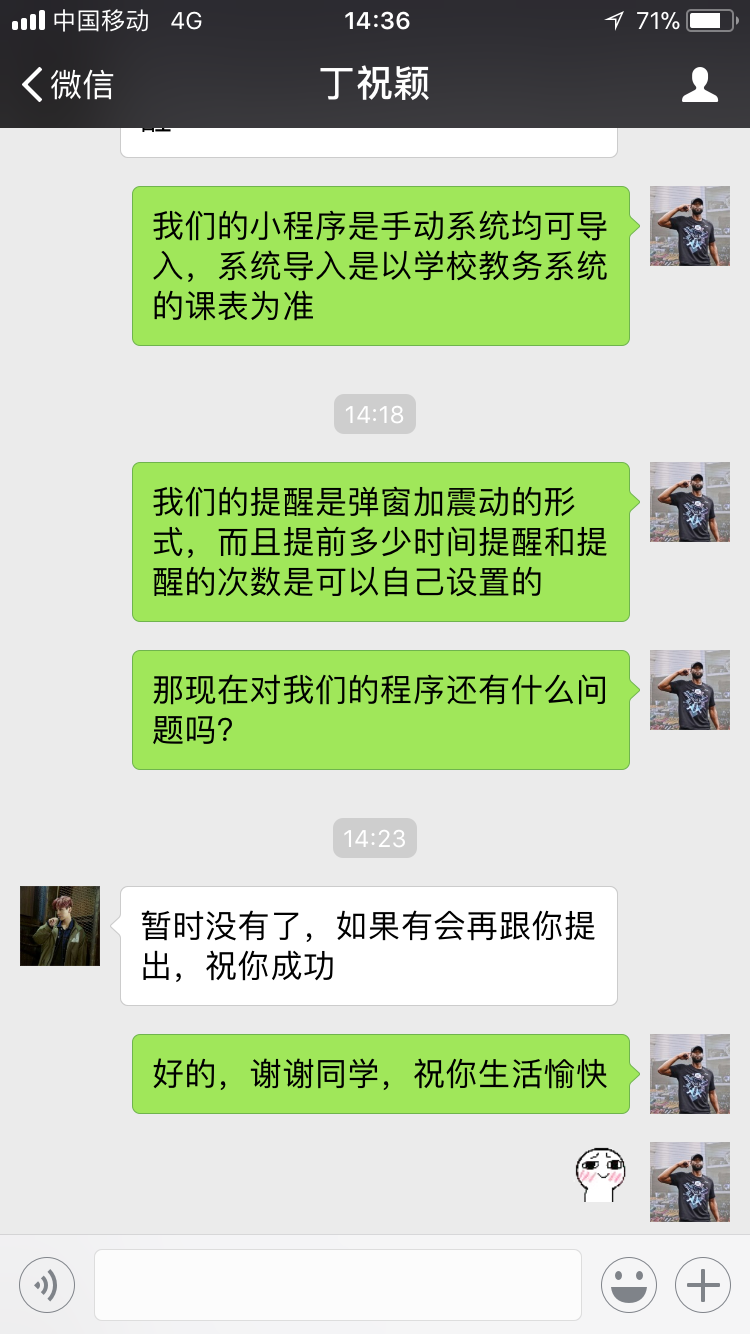 中国移动 4G 14:36 71%
微信 丁祝颖
我们的小程序是手动系统均可导
入，系统导入是以学校教务系统
的课表为准
14:18
我们的提醒是弹窗加震动的形
式，而且提前多少时间提醒和提
醒的次数是可以自己设置的
那现在对我们的程序还有什么问
题吗?
14:23
暂时没有了，如果有会再跟你提
出，祝你成功
好的，谢谢同学，祝你生活愉快